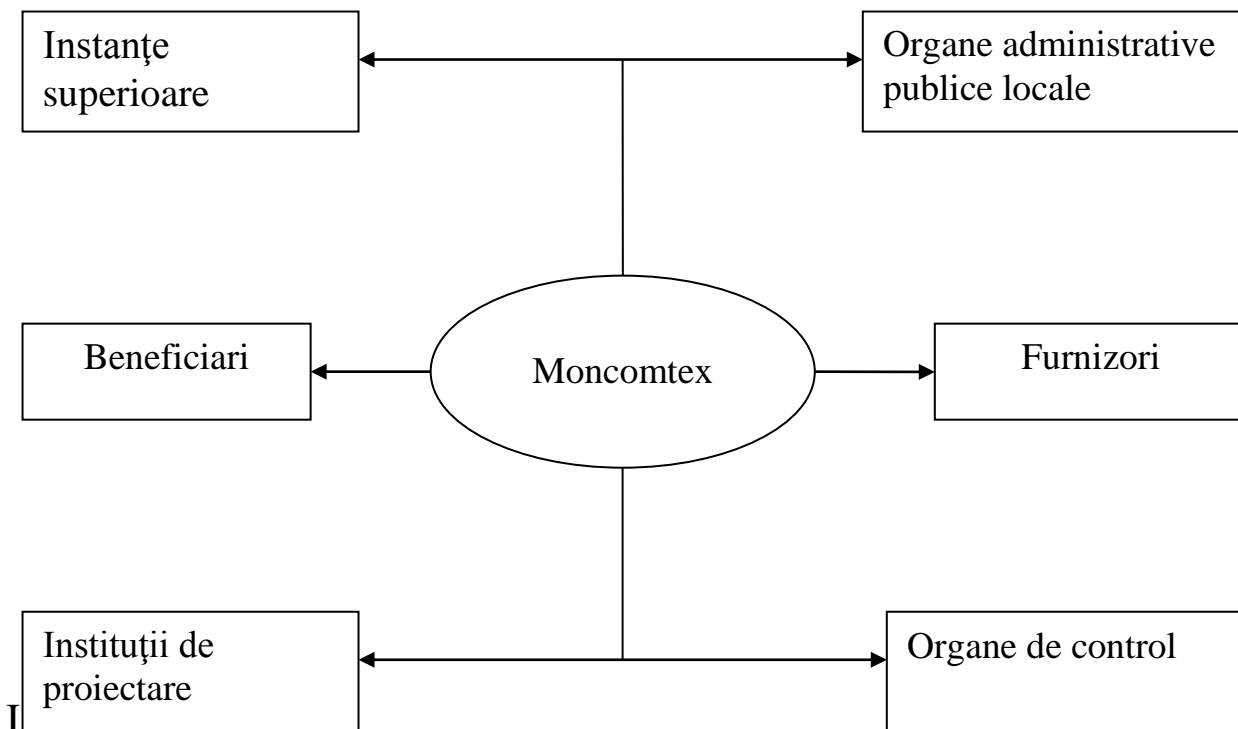 Instanţe
superioare
Organe administrative
publice locale
Beneficiari
Moncomtex
Furnizori
Instituţii de
proiectare
Organe de control
I